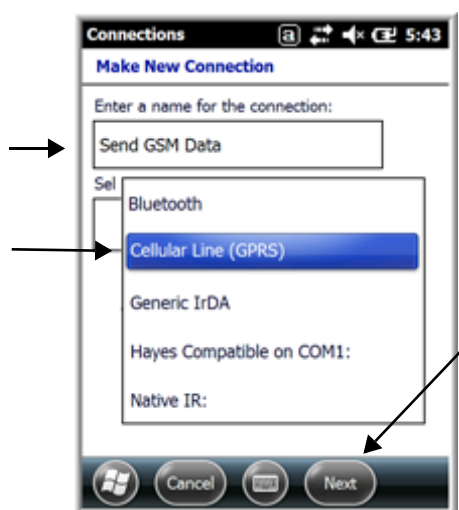 Connections a 5:43
Make New Connection
Enter a name for the connection:
Send GSM Data
Sel
Bluetooth
Cellular Line (GPRS)
Generic IrDA
Hayes Compatible on COM1:
Native IR:
Cancel Next